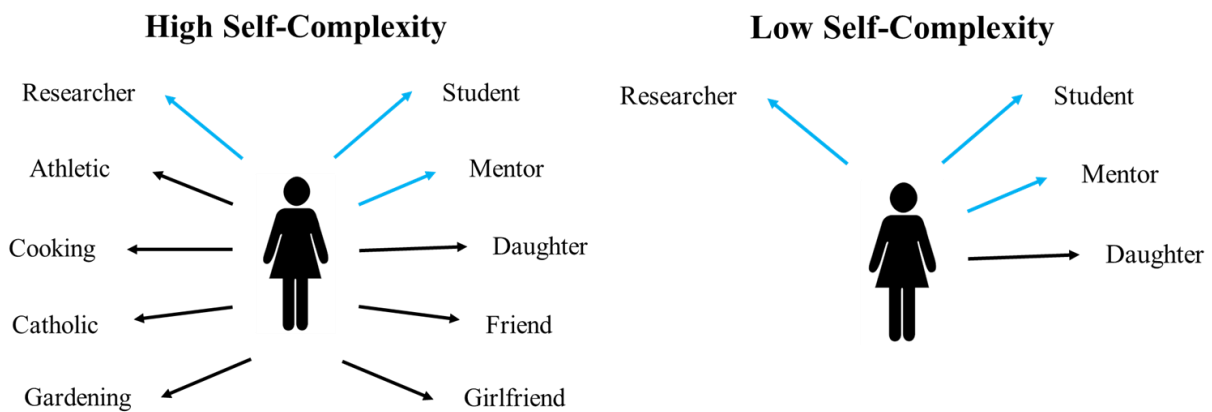 High Self-Complexity
Researcher
Student
Athletic
Mentor
Cooking
Daughter
Catholic
Friend
Gardening
Girlfriend
Low Self-Complexity
Researcher
Student
Mentor
Daughter